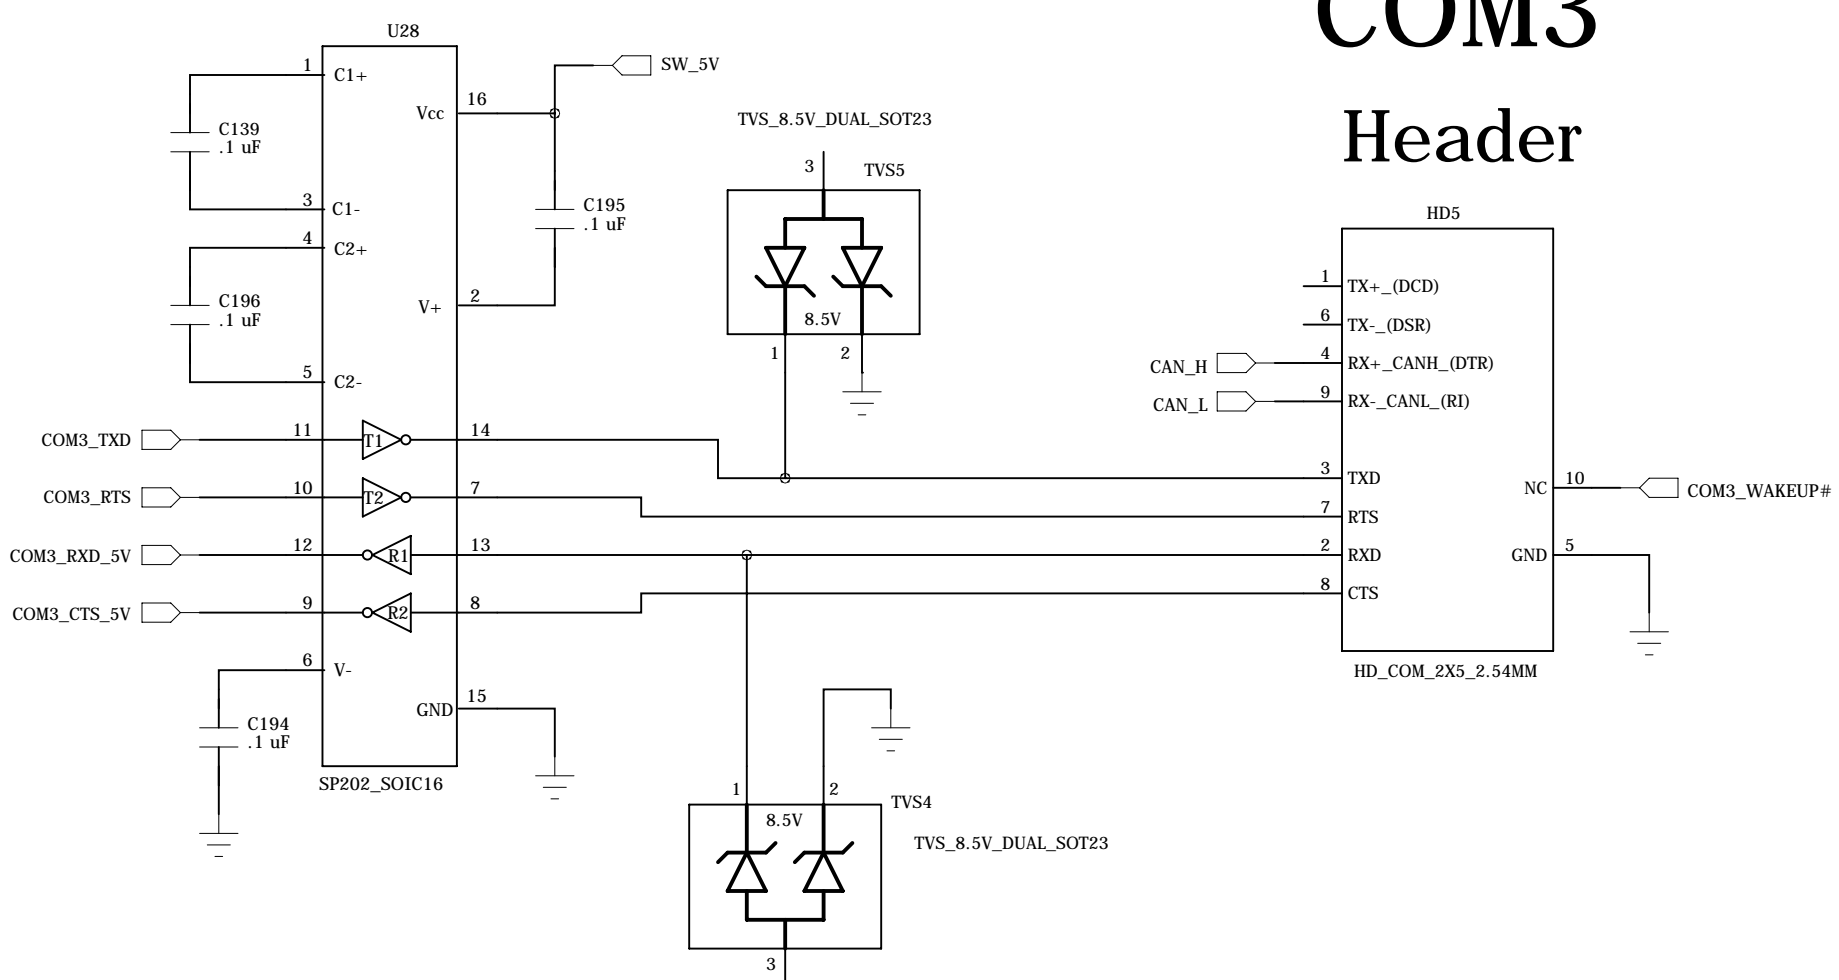 COM3
Header
U28
1
C1+
C139
.1 uF
3
C1-
4
C2+
C196
.1 uF
5
C2-
Vcc
16
SW_5V
C195
.1 uF
V+
2
TVS_8.5V_DUAL_SOT23
3
TVS5
8.5V
1
2
COM3_TXD
11
T1
14
COM3_RTS
10
T2
7
COM3_RXD_5V
12
R1
13
COM3_CTS_5V
9
R2
8
6
V-
C194
.1 uF
GND
15
SP202_SOIC16
1
2
TVS4
8.5V
TVS_8.5V_DUAL_SOT23
3
HD5
1
TX+_(DCD)
6
TX-_(DSR)
CAN_H
4
RX+_CANH_(DTR)
CAN_L
9
RX-_CANL_(RI)
3
TXD
7
RTS
2
RXD
8
CTS
NC
10
COM3_WAKEUP#
GND
5
HD_COM_2X5_2.54MM